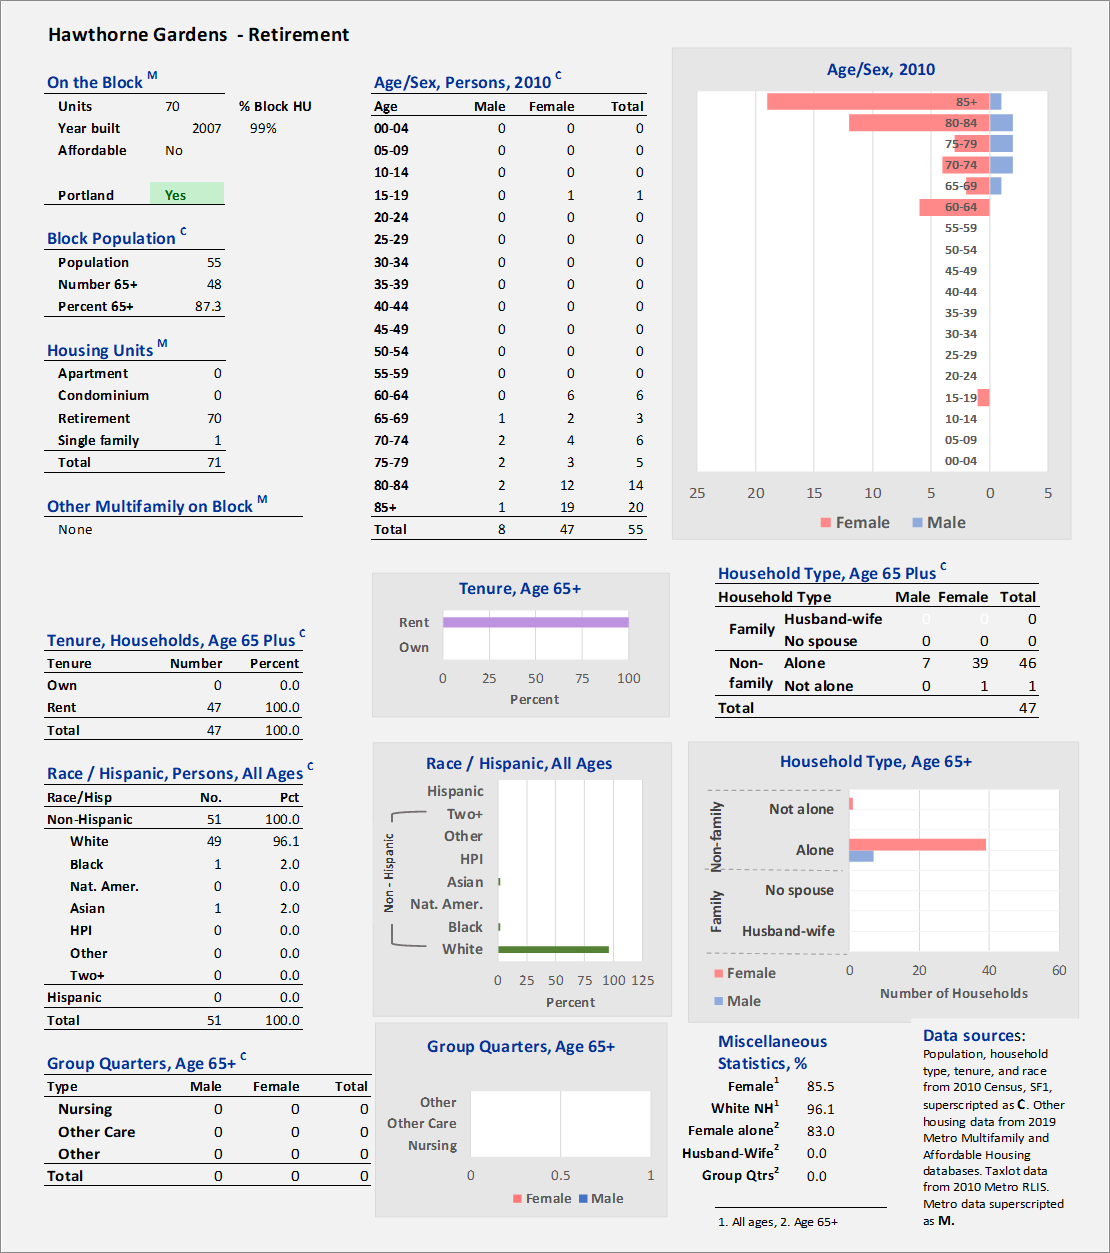 Hawthorne Gardens - Retirement
On the Block M
Units 70 % Block HU
Year built 2007 99%
Affordable No
Portland Yes
Block Population C
Population 55
Number 65+ 48
Percent 65+ 87.3
Housing Units M
Apartment 0
Condominium 0
Retirement 70
Single family 1
Total 71
Other Multifamily on Block M
None
Age/Sex, Persons, 2010 C
Age Male Female Total
00-04 0 0 0
05-09 0 0 0
10-14 0 0 0
15-19 0 1 1
20-24 0 0 0
25-29 0 0 0
30-34 0 0 0
35-39 0 0 0
40-44 0 0 0
45-49 0 0 0
50-54 0 0 0
55-59 0 0 0
60-64 0 6 6
65-69 1 2 3
70-74 2 4 6
75-79 2 3 5
80-84 2 12 14
85+ 1 19 20
Total 8 47 55
Age/Sex, 2010
85+
80-84
75-79
70-74
65-69
60-64
55-59
50-54
45-49
40-44
35-39
30-34
25-29
20-24
15-19
10-14
05-09
00-04
25 20 15 10 5 0 5
Female Male
Tenure, Households, Age 65 Plus C
Tenure Number Percent
Own 0 0.0
Rent 47 100.0
Total 47 100.0
Tenure, Age 65+
Rent
Own
0 25 50 75 100
Percent
Household Type, Age 65 Plus C
Household Type Male Female Total
Family Husband-wife 0 0 0
No spouse 0 0 0
Non-family Alone 7 39 46
Not alone 0 1 1
Total 47
Race / Hispanic, Persons, All Ages C
Race/Hisp No. Pct
Non-Hispanic 51 100.0
White 49 96.1
Black 1 2.0
Nat. Amer. 0 0.0
Asian 1 2.0
HPI 0 0.0
Other 0 0.0
Two+ 0 0.0
Hispanic 0 0.0
Total 51 100.0
Race / Hispanic, All Ages
Hispanic
Two+
Other
HPI
Asian
Nat. Amer.
Black
White
Non - Hispanic
0 25 50 75 100 125
Percent
Household Type, Age 65+
Non-family
Not alone
Alone
Family
No spouse
Husband-wife
0 20 40 60
Number of Households
Female
Male
Group Quarters, Age 65+ C
Type Male Female Total
Nursing 0 0 0
Other Care 0 0 0
Other 0 0 0
Total 0 0 0
Group Quarters, Age 65+
Other
Other Care
Nursing
0 0.5 1
Female Male
Miscellaneous
Statistics, %
Female1 85.5
White NH1 96.1
Female alone2 83.0
Husband-Wife2 0.0
Group Qtrs2 0.0
1. All ages, 2. Age 65+
Data sources:
Population, household
type, tenure, and race
from 2010 Census, SF1,
superscripted as C. Other
housing data from 2019
Metro Multifamily and
Affordable Housing
databases. Taxlot data
from 2010 Metro RLIS.
Metro data superscripted
as M.